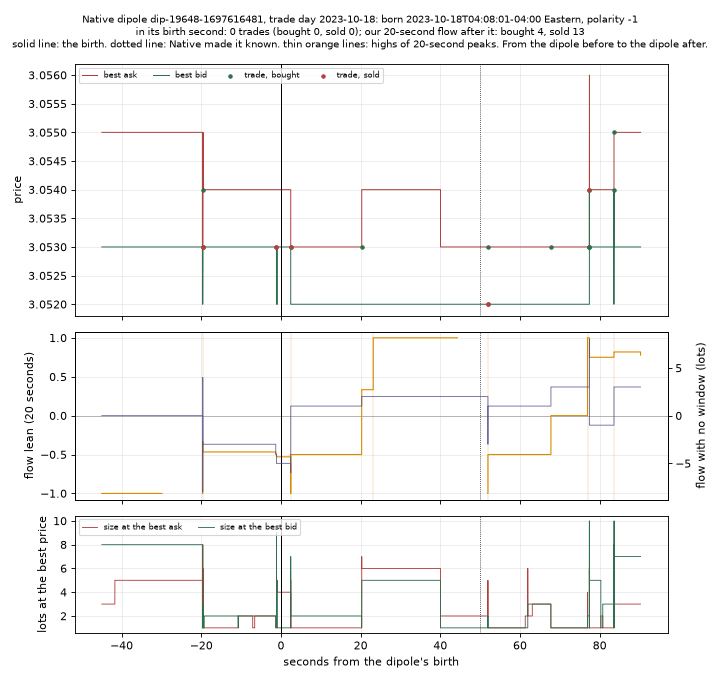 Native dipole dip-19648-1697616481, trade day 2023-10-18: born 2023-10-18T04:08:01-04:00 Eastern, polarity -1
in its birth second: 0 trades (bought 0, sold 0); our 20-second flow after it: bought 4, sold 13
solid line: the birth. dotted line: Native made it known. thin orange lines: highs of 20-second peaks. From the dipole before to the dipole after.
best ask best bid trade, bought trade, sold
3.0560
3.0555
3.0550
3.0545
3.0540
3.0535
3.0530
3.0525
3.0520
price
1.0
0.5
0.0
−0.5
−1.0
flow lean (20 seconds)
5
0
−5
flow with no window (lots)
size at the best ask size at the best bid
10
8
6
4
2
lots at the best price
−40 −20 0 20 40 60 80
seconds from the dipole's birth